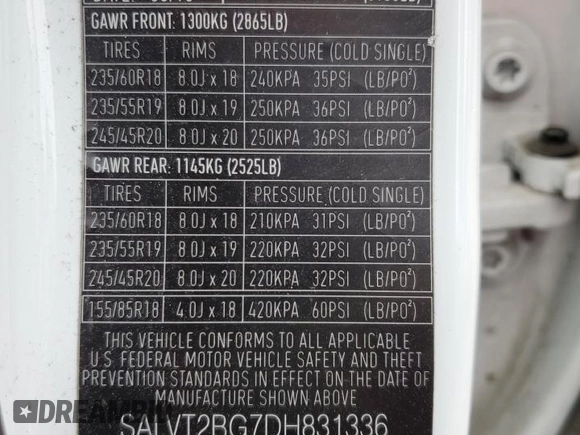 GAWR FRONT: 1300KG (2865LB)
TIRES RIMS PRESSURE (COLD SINGLE)
235/60R18 8.0J x 18 240KPA 35PSI (LB/PO²)
235/55R19 8.0J x 19 250KPA 36PSI (LB/PO²)
245/45R20 8.0J x 20 250KPA 36PSI (LB/PO²)
GAWR REAR: 1145KG (2525LB)
TIRES RIMS PRESSURE (COLD SINGLE)
235/60R18 8.0J x 18 210KPA 31PSI (LB/PO²)
235/55R19 8.0J x 19 220KPA 32PSI (LB/PO²)
245/45R20 8.0J x 20 220KPA 32PSI (LB/PO²)
155/85R18 4.0J x 18 420KPA 60PSI (LB/PO²)
THIS VEHICLE CONFORMS TO ALL APPLICABLE
U.S. FEDERAL MOTOR VEHICLE SAFETY AND THEFT
PREVENTION STANDARDS IN EFFECT ON THE DATE OF
MANUFACTURE SHOWN ABOVE
SALVT2BG7DH831336
RideSafely